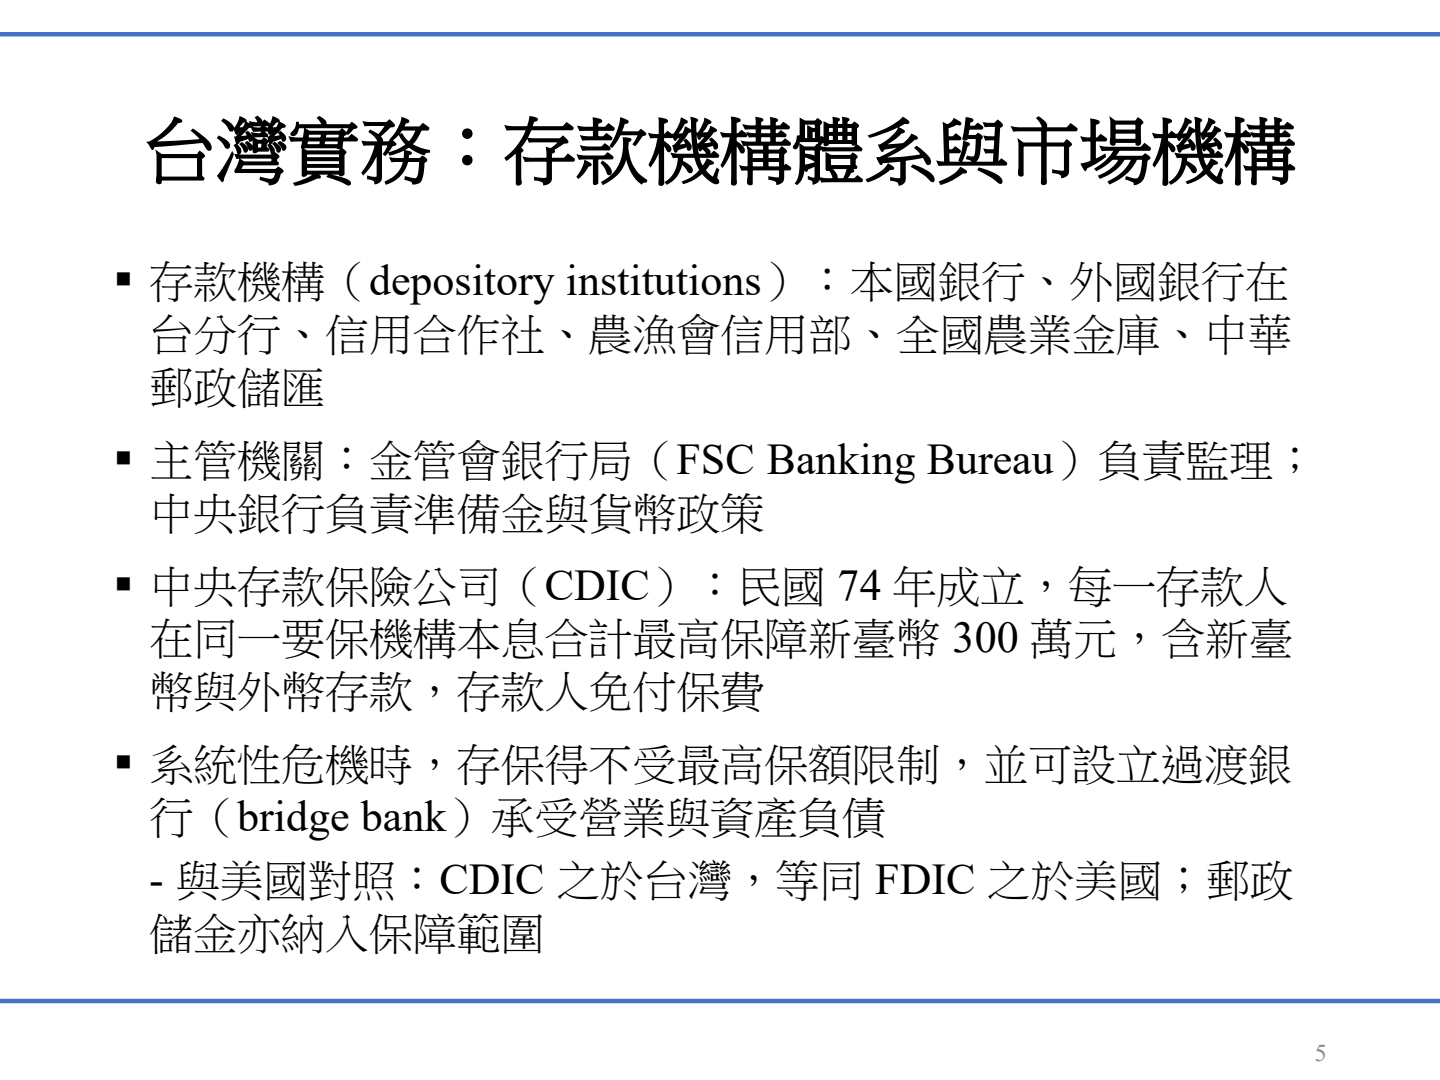 台灣實務：存款機構體系與市場機構
▪ 存款機構（depository institutions）：本國銀行、外國銀行在
台分行、信用合作社、農漁會信用部、全國農業金庫、中華
郵政儲匯
▪ 主管機關：金管會銀行局（FSC Banking Bureau）負責監理；
中央銀行負責準備金與貨幣政策
▪ 中央存款保險公司（CDIC）：民國 74 年成立，每一存款人
在同一要保機構本息合計最高保障新臺幣 300 萬元，含新臺
幣與外幣存款，存款人免付保費
▪ 系統性危機時，存保得不受最高保額限制，並可設立過渡銀
行（bridge bank）承受營業與資產負債
- 與美國對照：CDIC 之於台灣，等同 FDIC 之於美國；郵政
儲金亦納入保障範圍
5